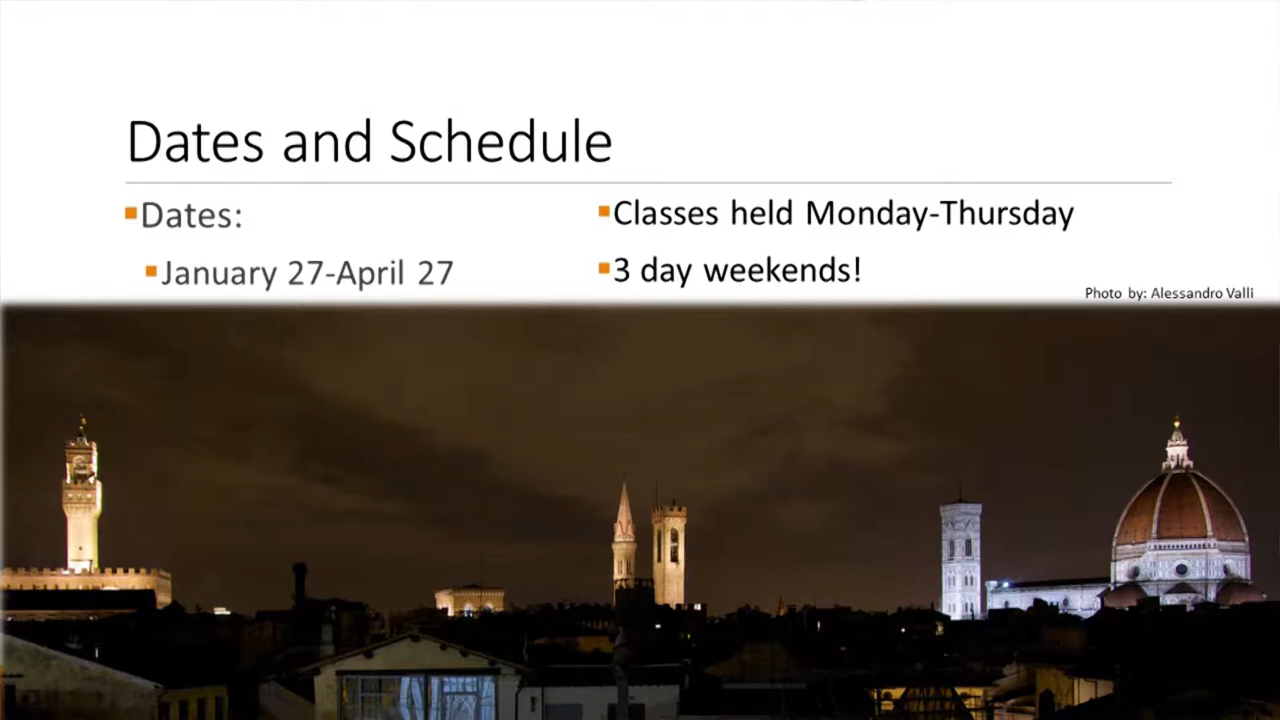 Dates and Schedule
Dates:
January 27-April 27
Classes held Monday-Thursday
3 day weekends!
Photo by: Alessandro Valli